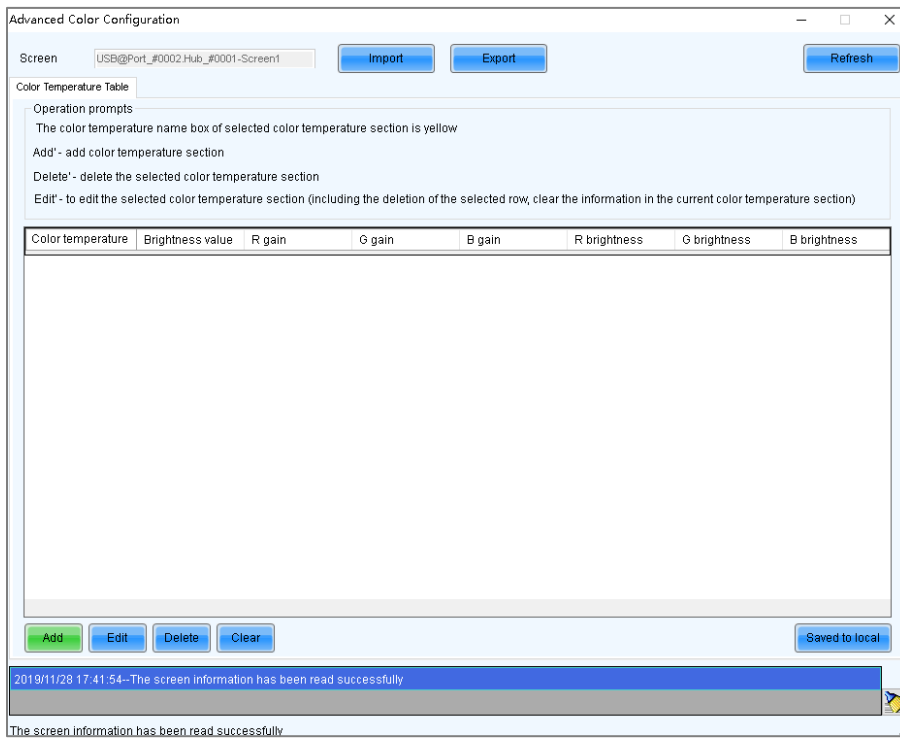 Advanced Color Configuration
Screen USB@Port_#0002.Hub_#0001-Screen1 Import Export Refresh
Color Temperature Table
Operation prompts
The color temperature name box of selected color temperature section is yellow
Add' - add color temperature section
Delete' - delete the selected color temperature section
Edit' - to edit the selected color temperature section (including the deletion of the selected row, clear the information in the current color temperature section)
Color temperature Brightness value R gain G gain B gain R brightness G brightness B brightness
Add Edit Delete Clear Saved to local
2019/11/28 17:41:54--The screen information has been read successfully
The screen information has been read successfully